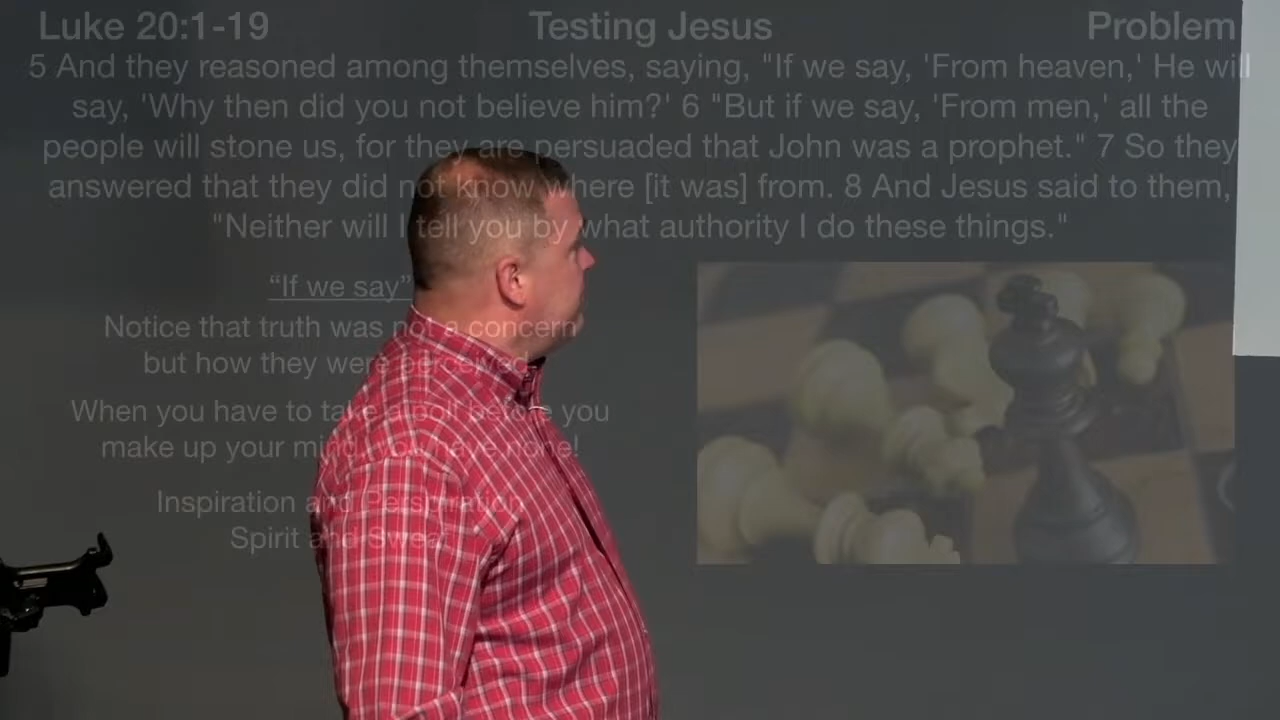 Luke 20:1-19 Testing Jesus Problem
5 And they reasoned among themselves, saying, "If we say, 'From heaven,' He will
say, 'Why then did you not believe him?' 6 "But if we say, 'From men,' all the
people will stone us, for they were persuaded that John was a prophet." 7 So they
answered that they did not know where [it was] from. 8 And Jesus said to them,
"Neither will I tell you by what authority I do these things."
“If we say”
Notice that truth was not a concern
but how they were perceived
When you have to take a poll before you
make up your mind, you have none!
Inspiration and Perspiration
Spirit and Sweat